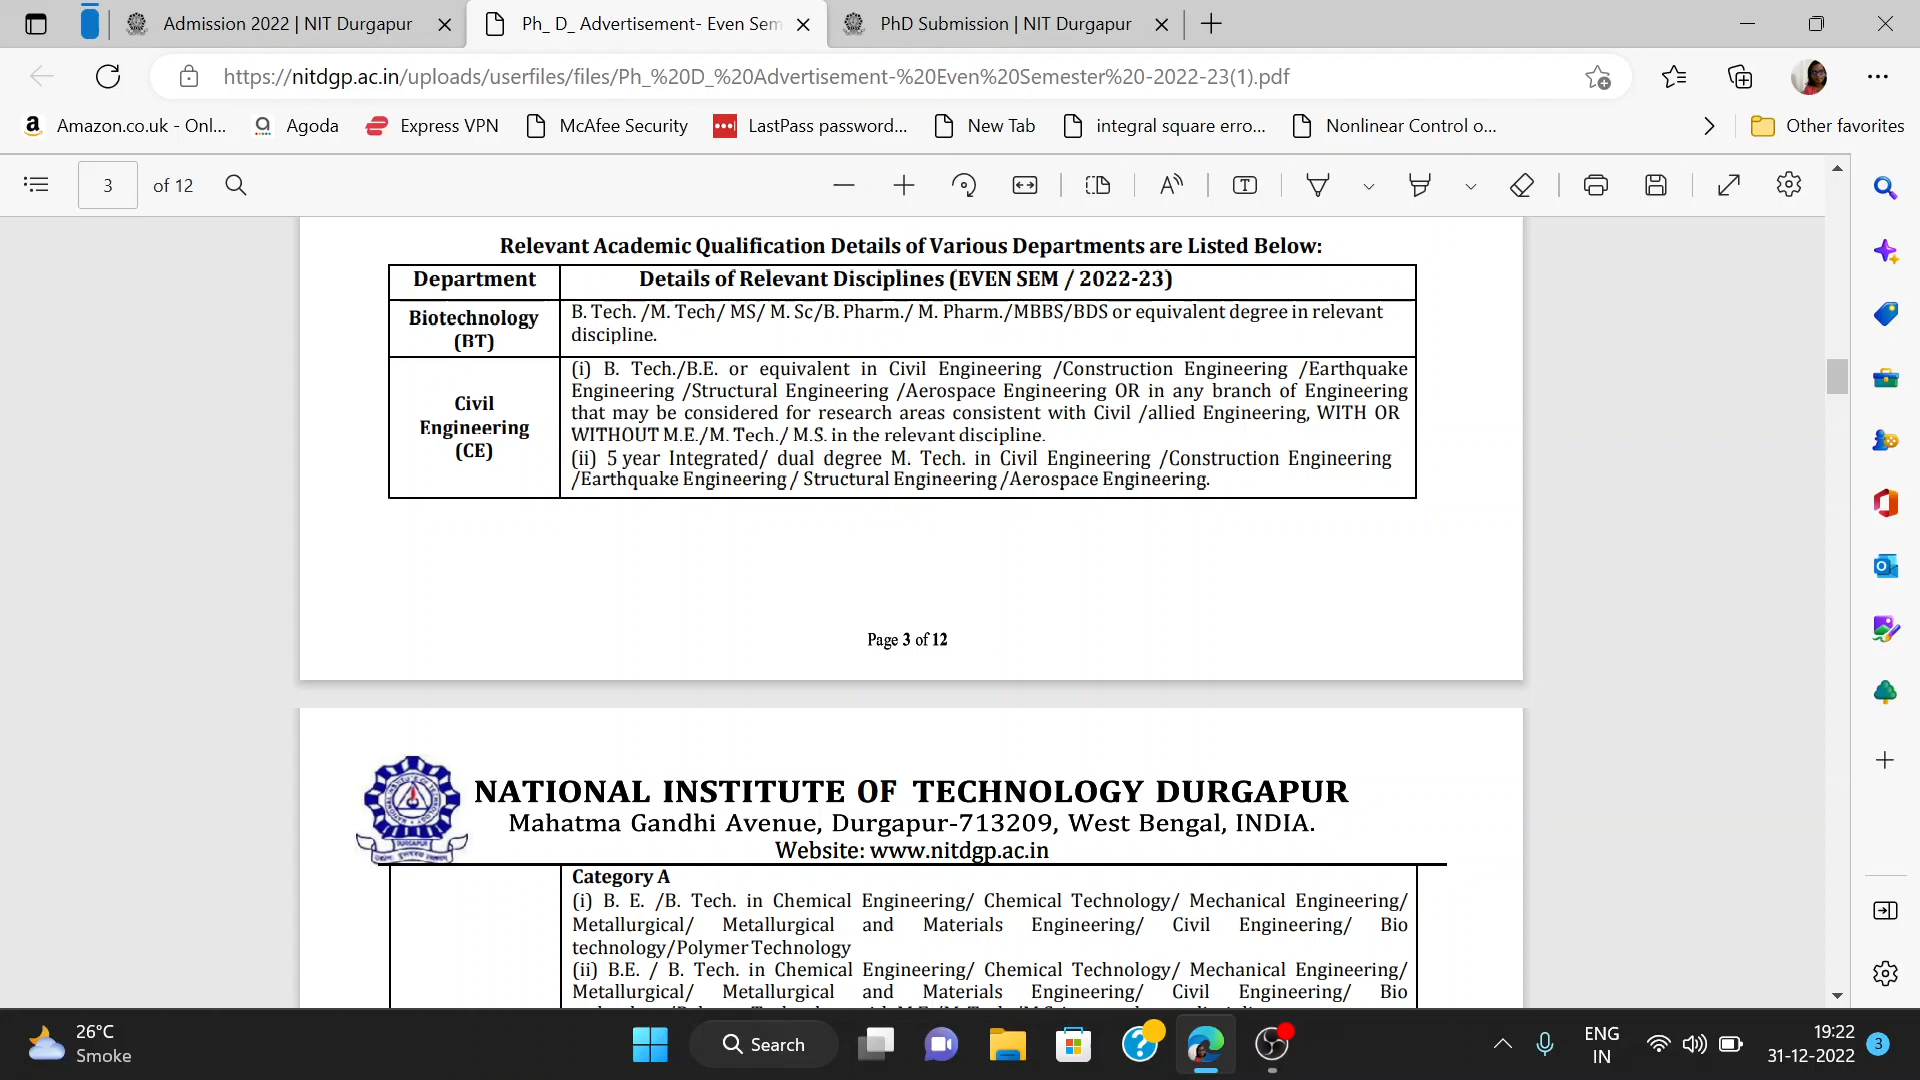 Admission 2022 | NIT Durgapur
Ph_ D_ Advertisement- Even Sem
PhD Submission | NIT Durgapur
https://nitdgp.ac.in/uploads/userfiles/files/Ph_%20D_%20Advertisement-%20Even%20Semester%20-2022-23(1).pdf
Amazon.co.uk - Onl...
Agoda
Express VPN
McAfee Security
LastPass password...
New Tab
integral square erro...
Nonlinear Control o...
Other favorites
3 of 12
Relevant Academic Qualification Details of Various Departments are Listed Below:
Department
Details of Relevant Disciplines (EVEN SEM / 2022-23)
Biotechnology
(BT)
B. Tech. /M. Tech/ MS/ M. Sc/B. Pharm./ M. Pharm./MBBS/BDS or equivalent degree in relevant
discipline.
Civil
Engineering
(CE)
(i) B. Tech./B.E. or equivalent in Civil Engineering /Construction Engineering /Earthquake
Engineering /Structural Engineering /Aerospace Engineering OR in any branch of Engineering
that may be considered for research areas consistent with Civil /allied Engineering, WITH OR
WITHOUT M.E./M. Tech./ M.S. in the relevant discipline.
(ii) 5 year Integrated/ dual degree M. Tech. in Civil Engineering /Construction Engineering
/Earthquake Engineering / Structural Engineering /Aerospace Engineering.
Page 3 of 12
NATIONAL INSTITUTE OF TECHNOLOGY DURGAPUR
Mahatma Gandhi Avenue, Durgapur-713209, West Bengal, INDIA.
Website: www.nitdgp.ac.in
Category A
(i) B. E. /B. Tech. in Chemical Engineering/ Chemical Technology/ Mechanical Engineering/
Metallurgical/ Metallurgical and Materials Engineering/ Civil Engineering/ Bio
technology/Polymer Technology
(ii) B.E. / B. Tech. in Chemical Engineering/ Chemical Technology/ Mechanical Engineering/
Metallurgical/ Metallurgical and Materials Engineering/ Civil Engineering/ Bio
26°C
Smoke
Search
ENG
IN
19:22
31-12-2022
3